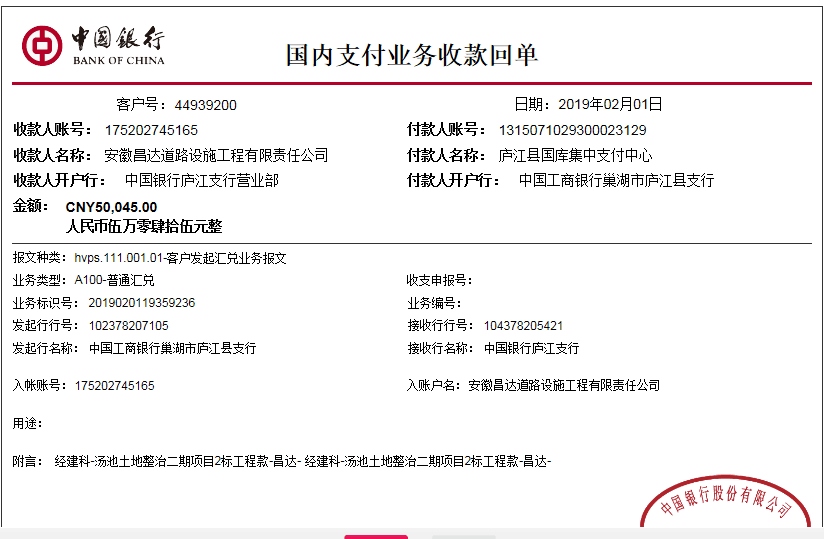 中国银行
BANK OF CHINA
国内支付业务收款回单
客户号：44939200 日期：2019年02月01日
收款人账号：175202745165 付款人账号：1315071029300023129
收款人名称：安徽昌达道路设施工程有限责任公司 付款人名称：庐江县国库集中支付中心
收款人开户行：中国银行庐江支行营业部 付款人开户行：中国工商银行巢湖市庐江县支行
金额：CNY50,045.00
人民币伍万零肆拾伍元整
报文种类：hvps.111.001.01-客户发起汇兑业务报文
业务类型：A100-普通汇兑 收支申报号：
业务标识号：2019020119359236 业务编号：
发起行行号：102378207105 接收行行号：104378205421
发起行名称：中国工商银行巢湖市庐江县支行 接收行名称：中国银行庐江支行
入帐账号：175202745165 入账户名：安徽昌达道路设施工程有限责任公司
用途：
附言：经建科-汤池土地整治二期项目2标工程款-昌达- 经建科-汤池土地整治二期项目2标工程款-昌达-
中国银行股份有限公司